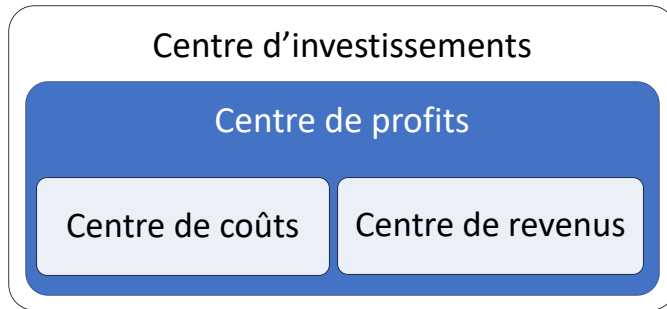 Centre d’investissements
Centre de profits
Centre de coûts
Centre de revenus